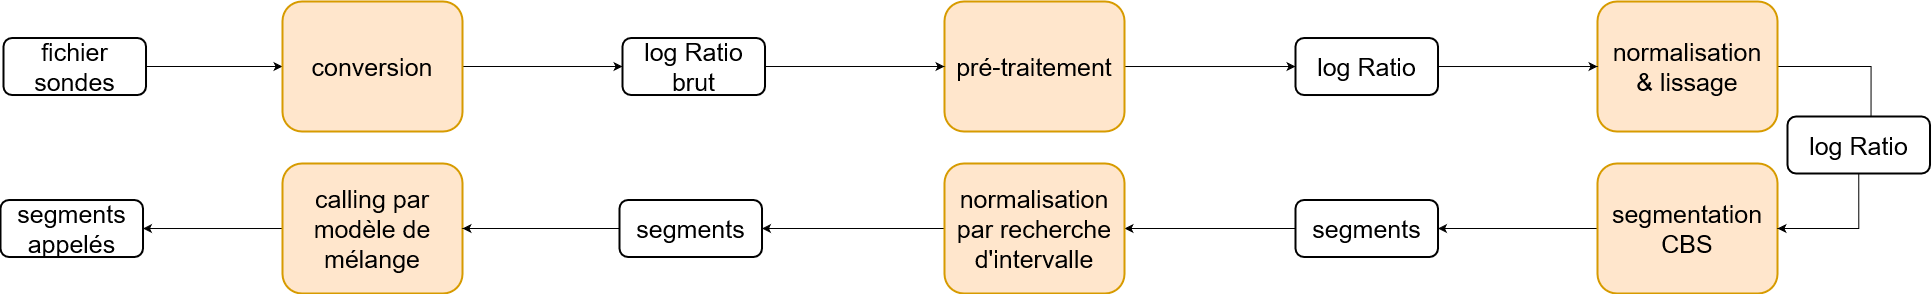 fichier
sondes
conversion
log Ratio
brut
pré-traitement
log Ratio
normalisation
& lissage
log Ratio
segmentation
CBS
segments
normalisation
par recherche
d'intervalle
segments
calling par
modèle de
mélange
segments
appelés